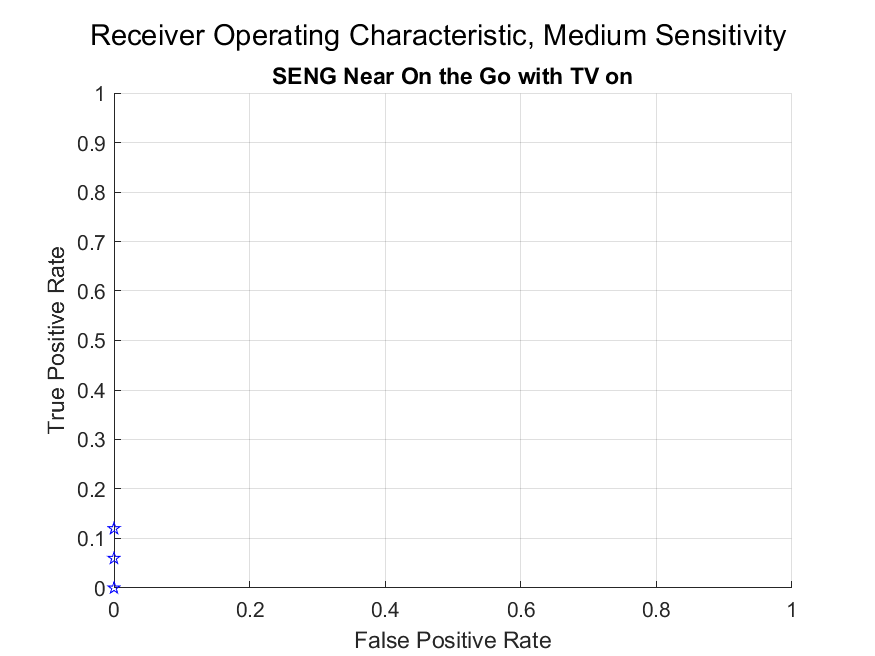 Receiver Operating Characteristic, Medium Sensitivity
SENG Near On the Go with TV on
1
0.9
0.8
0.7
0.6
0.5
0.4
0.3
0.2
0.1
0
True Positive Rate
0 0.2 0.4 0.6 0.8 1
False Positive Rate